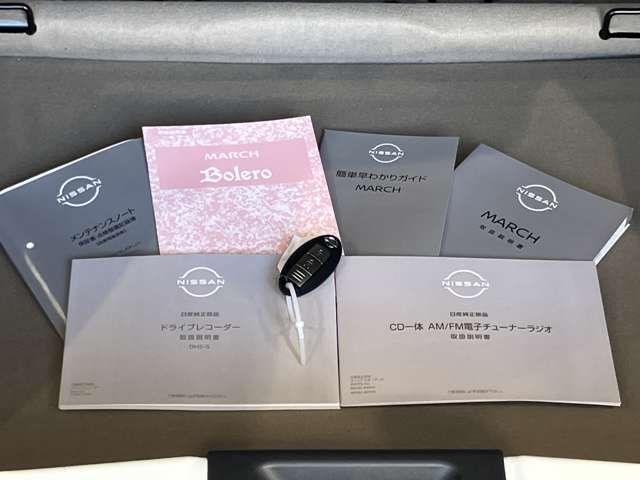 NISSAN
メンテナンスノート
MARCH
Bolero
NISSAN
簡単早わかりガイド
MARCH
NISSAN
MARCH
取扱説明書
NISSAN
日産純正部品
ドライブレコーダー
取扱説明書
NISSAN
日産純正部品
CD一体 AM/FM電子チューナーラジオ
取扱説明書